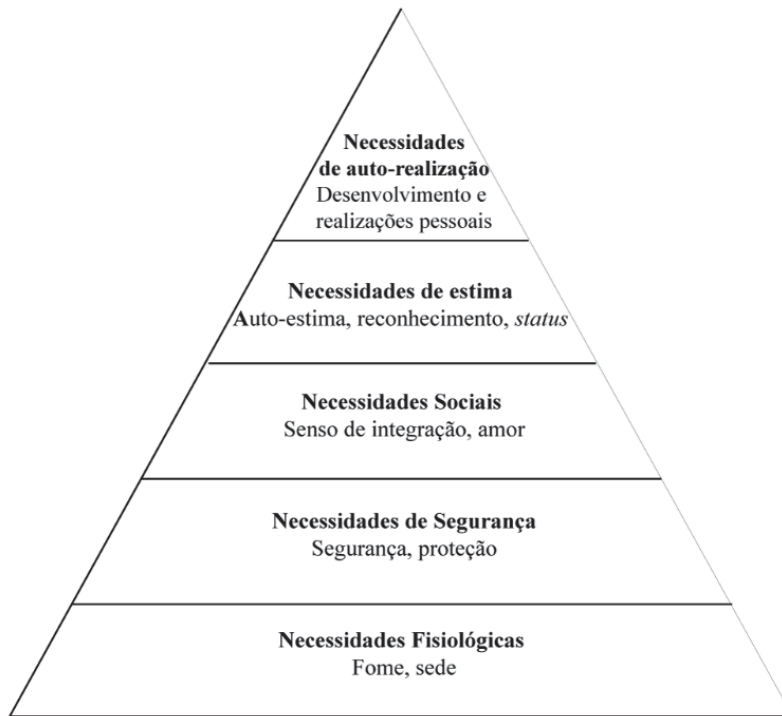 Necessidades
de auto-realização
Desenvolvimento e
realizações pessoais
Necessidades de estima
Auto-estima, reconhecimento, status
Necessidades Sociais
Senso de integração, amor
Necessidades de Segurança
Segurança, proteção
Necessidades Fisiológicas
Fome, sede